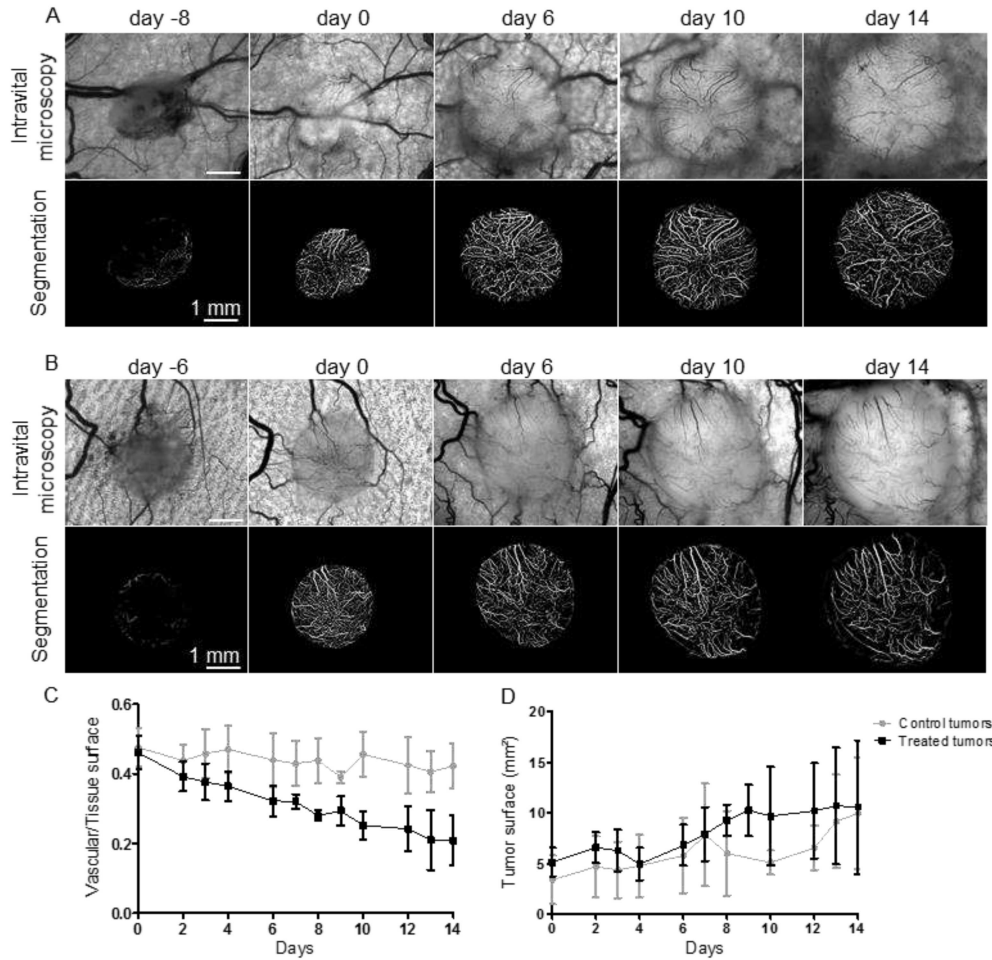 A
day -8 day 0 day 6 day 10 day 14
Intravital
microscopy
Segmentation
1 mm
B
day -6 day 0 day 6 day 10 day 14
Intravital
microscopy
Segmentation
1 mm
C
Vascular/Tissue surface
0.6
0.4
0.2
0.0
0 2 4 6 8 10 12 14
Days
D
Tumor surface (mm²)
20
15
10
5
0
0 2 4 6 8 10 12 14
Days
Control tumors
Treated tumors